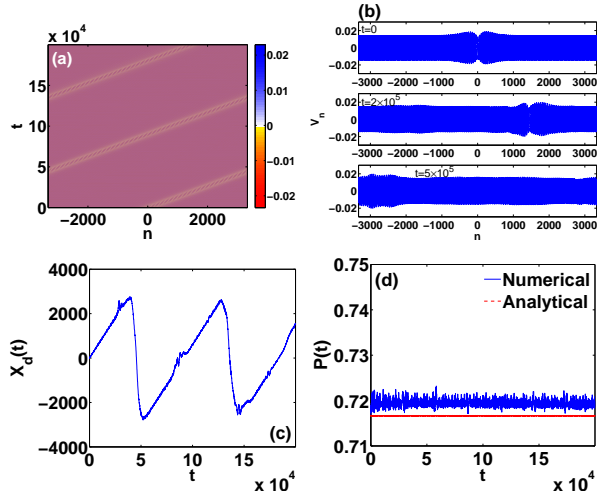 x 10⁴
(a)
20
15
10
5
0
t
−2000
0
2000
n
0.02
0.01
0
−0.01
−0.02
(b)
t=0
0.02
0
−0.02
−3000 −2000 −1000 0 1000 2000 3000
t=2×10⁵
0.02
0
−0.02
Vₙ
−3000 −2000 −1000 0 1000 2000 3000
t=5×10⁵
0.02
0
−0.02
−3000 −2000 −1000 0 1000 2000 3000
n
4000
2000
0
−2000
−4000
X_d(t)
(c)
0 5 10 15 20
t
x 10⁴
0.75
0.74
0.73
0.72
0.71
P(t)
(d)
Numerical
Analytical
0 5 10 15 20
t
x 10⁴